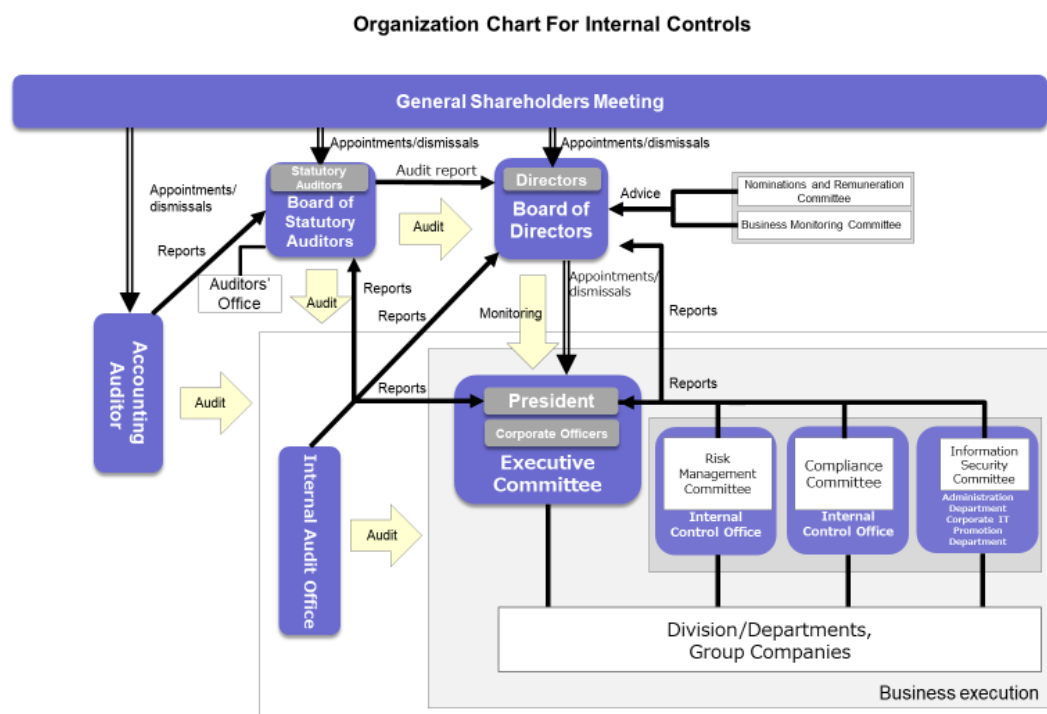 Organization Chart For Internal Controls
General Shareholders Meeting
Appointments/dismissals
Appointments/dismissals
Appointments/
dismissals
Statutory
Auditors
Board of
Statutory
Auditors
Audit report
Directors
Board of
Directors
Advice
Nominations and Remuneration
Committee
Business Monitoring Committee
Reports
Audit
Auditors'
Office
Audit
Reports
Reports
Appointments/
dismissals
Monitoring
Reports
Accounting
Auditor
Audit
Reports
Reports
President
Corporate Officers
Executive
Committee
Risk
Management
Committee
Internal
Control Office
Compliance
Committee
Internal
Control Office
Information
Security
Committee
Administration
Department
Corporate IT
Promotion
Department
Internal Audit Office
Audit
Division/Departments,
Group Companies
Business execution